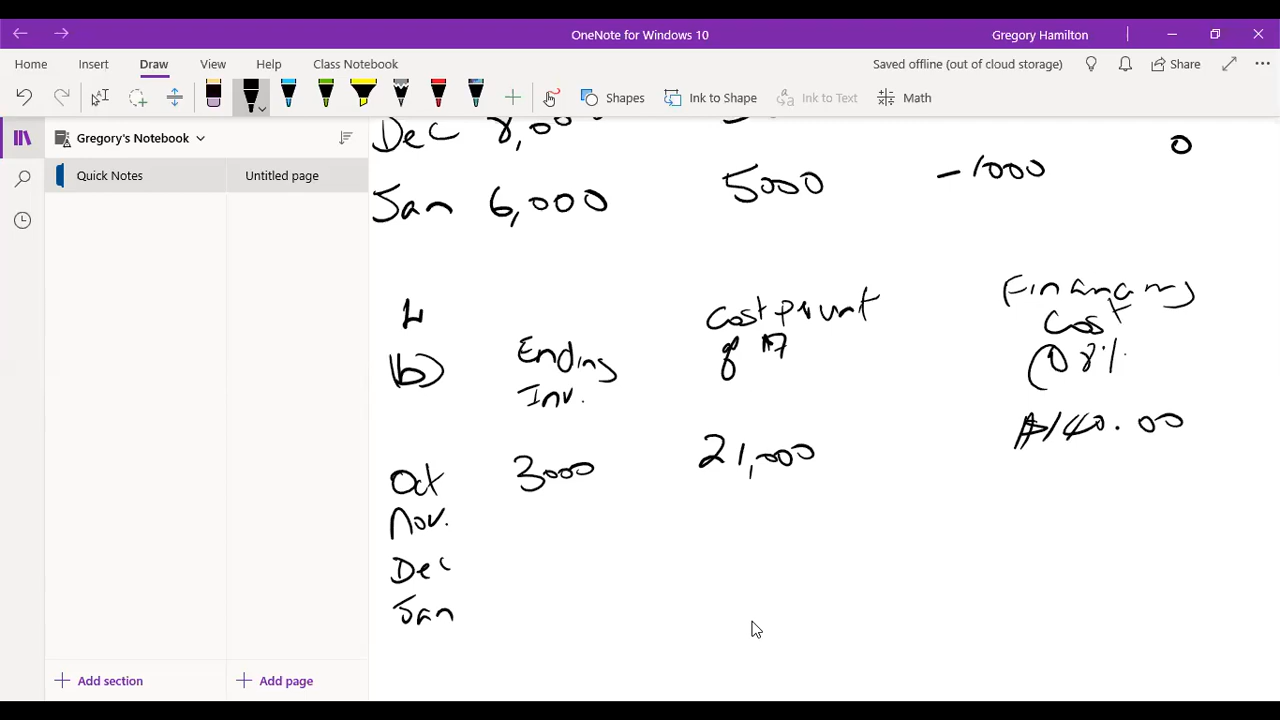 OneNote for Windows 10
Gregory Hamilton
Home Insert Draw View Help Class Notebook
Saved offline (out of cloud storage) Share
Shapes Ink to Shape Ink to Text Math
Gregory's Notebook
Quick Notes Untitled page
Dec 8,000
0
Jan 6,000 5000 -1000
b) Ending Inv.
Cost per unit of
Financing Cost
8%
Oct 3000 21,000 140.00
Nov.
Dec
Jan
Add section Add page